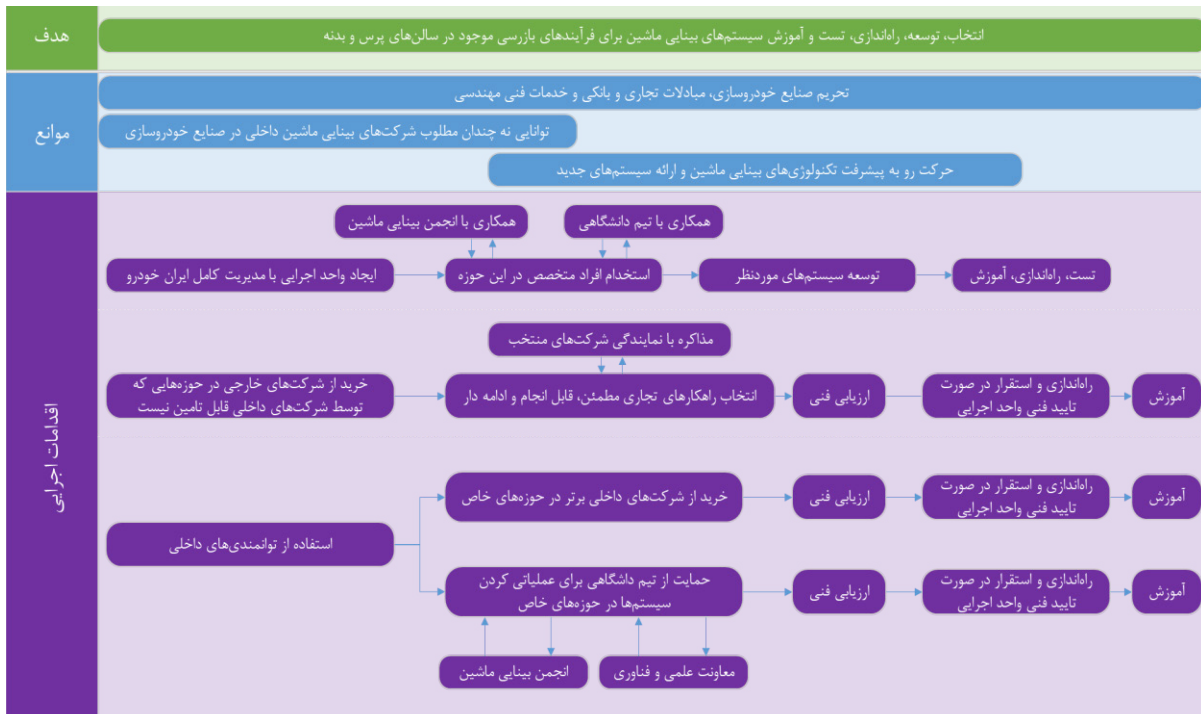 هدف
انتخاب، توسعه، راه‌اندازی، تست و آموزش سیستم‌های بینایی ماشین برای فرآیندهای بازرسی موجود در سالن‌های پرس و بدنه
موانع
تحریم صنایع خودروسازی، مبادلات تجاری و بانکی و خدمات فنی مهندسی
توانایی نه چندان مطلوب شرکت‌های بینایی ماشین داخلی در صنایع خودروسازی
حرکت رو به پیشرفت تکنولوژی‌های بینایی ماشین و ارائه سیستم‌های جدید
اقدامات اجرایی
همکاری با انجمن بینایی ماشین
همکاری با تیم دانشگاهی
ایجاد واحد اجرایی با مدیریت کامل ایران خودرو
استخدام افراد متخصص در این حوزه
توسعه سیستم‌های موردنظر
تست، راه‌اندازی، آموزش
مذاکره با نمایندگی شرکت‌های منتخب
خرید از شرکت‌های خارجی در حوزه‌هایی که
توسط شرکت‌های داخلی قابل تامین نیست
انتخاب راهکارهای تجاری مطمئن، قابل انجام و ادامه دار
ارزیابی فنی
راه‌اندازی و استقرار در صورت
تایید فنی واحد اجرایی
آموزش
استفاده از توانمندی‌های داخلی
خرید از شرکت‌های داخلی برتر در حوزه‌های خاص
ارزیابی فنی
راه‌اندازی و استقرار در صورت
تایید فنی واحد اجرایی
آموزش
حمایت از تیم داشگاهی برای عملیاتی کردن
سیستم‌ها در حوزه‌های خاص
ارزیابی فنی
راه‌اندازی و استقرار در صورت
تایید فنی واحد اجرایی
آموزش
انجمن بینایی ماشین
معاونت علمی و فناوری